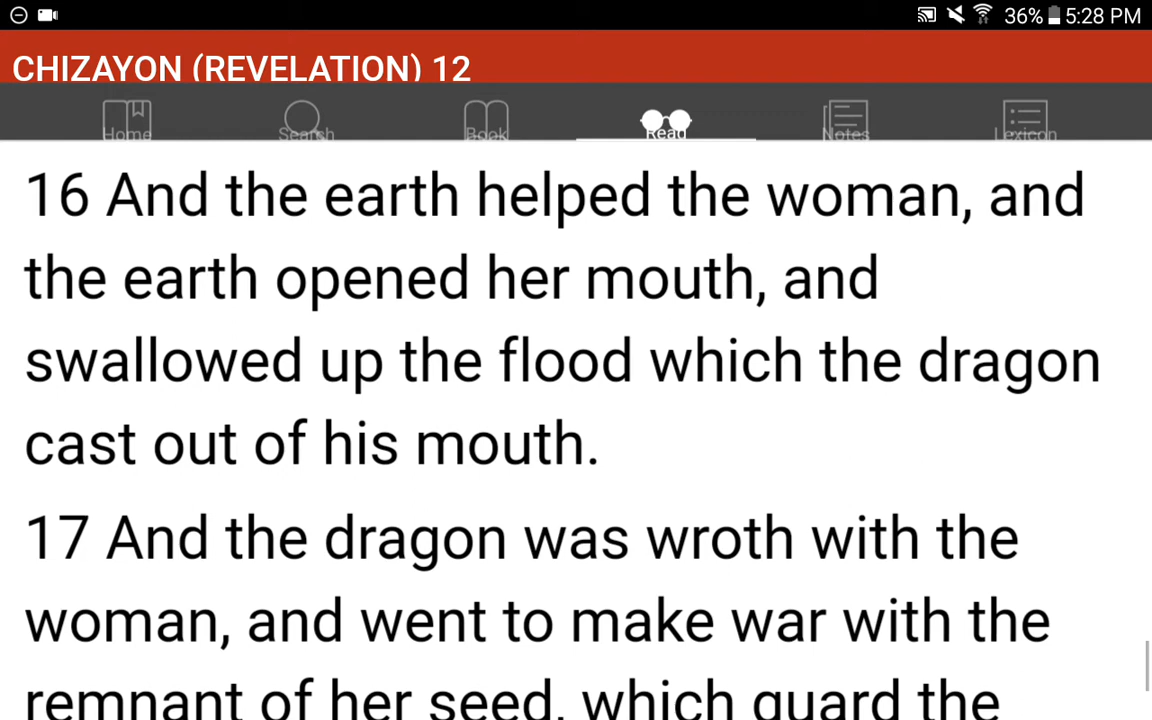 36% 5:28 PM
CHIZAYON (REVELATION) 12
Home Search Book Read Notes Lexicon
16 And the earth helped the woman, and
the earth opened her mouth, and
swallowed up the flood which the dragon
cast out of his mouth.
17 And the dragon was wroth with the
woman, and went to make war with the
remnant of her seed, which guard the